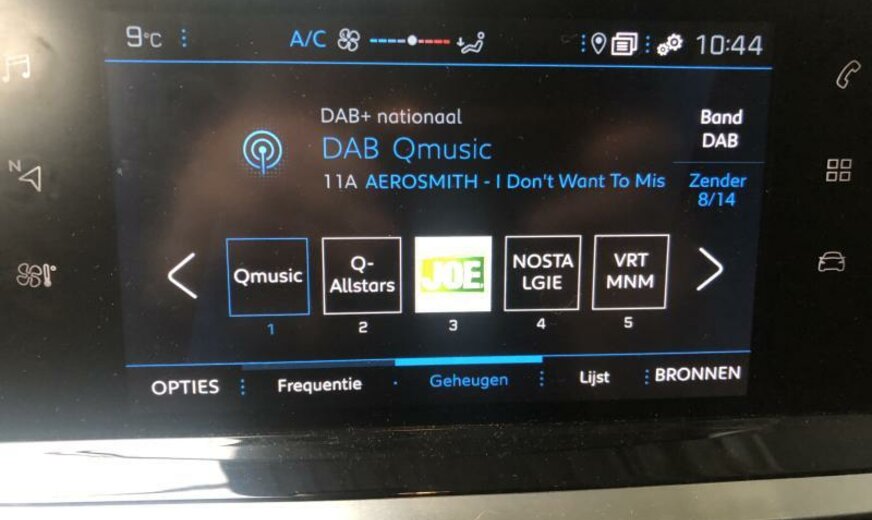 9°C
A/C
10:44
DAB+ nationaal
Band
DAB
DAB Qmusic
11A AEROSMITH - I Don't Want To Mis
Zender
8/14
N
Qmusic
Q-
Allstars
JOE
NOSTA
LGIE
VRT
MNM
1
2
3
4
5
OPTIES
Frequentie
Geheugen
Lijst
BRONNEN